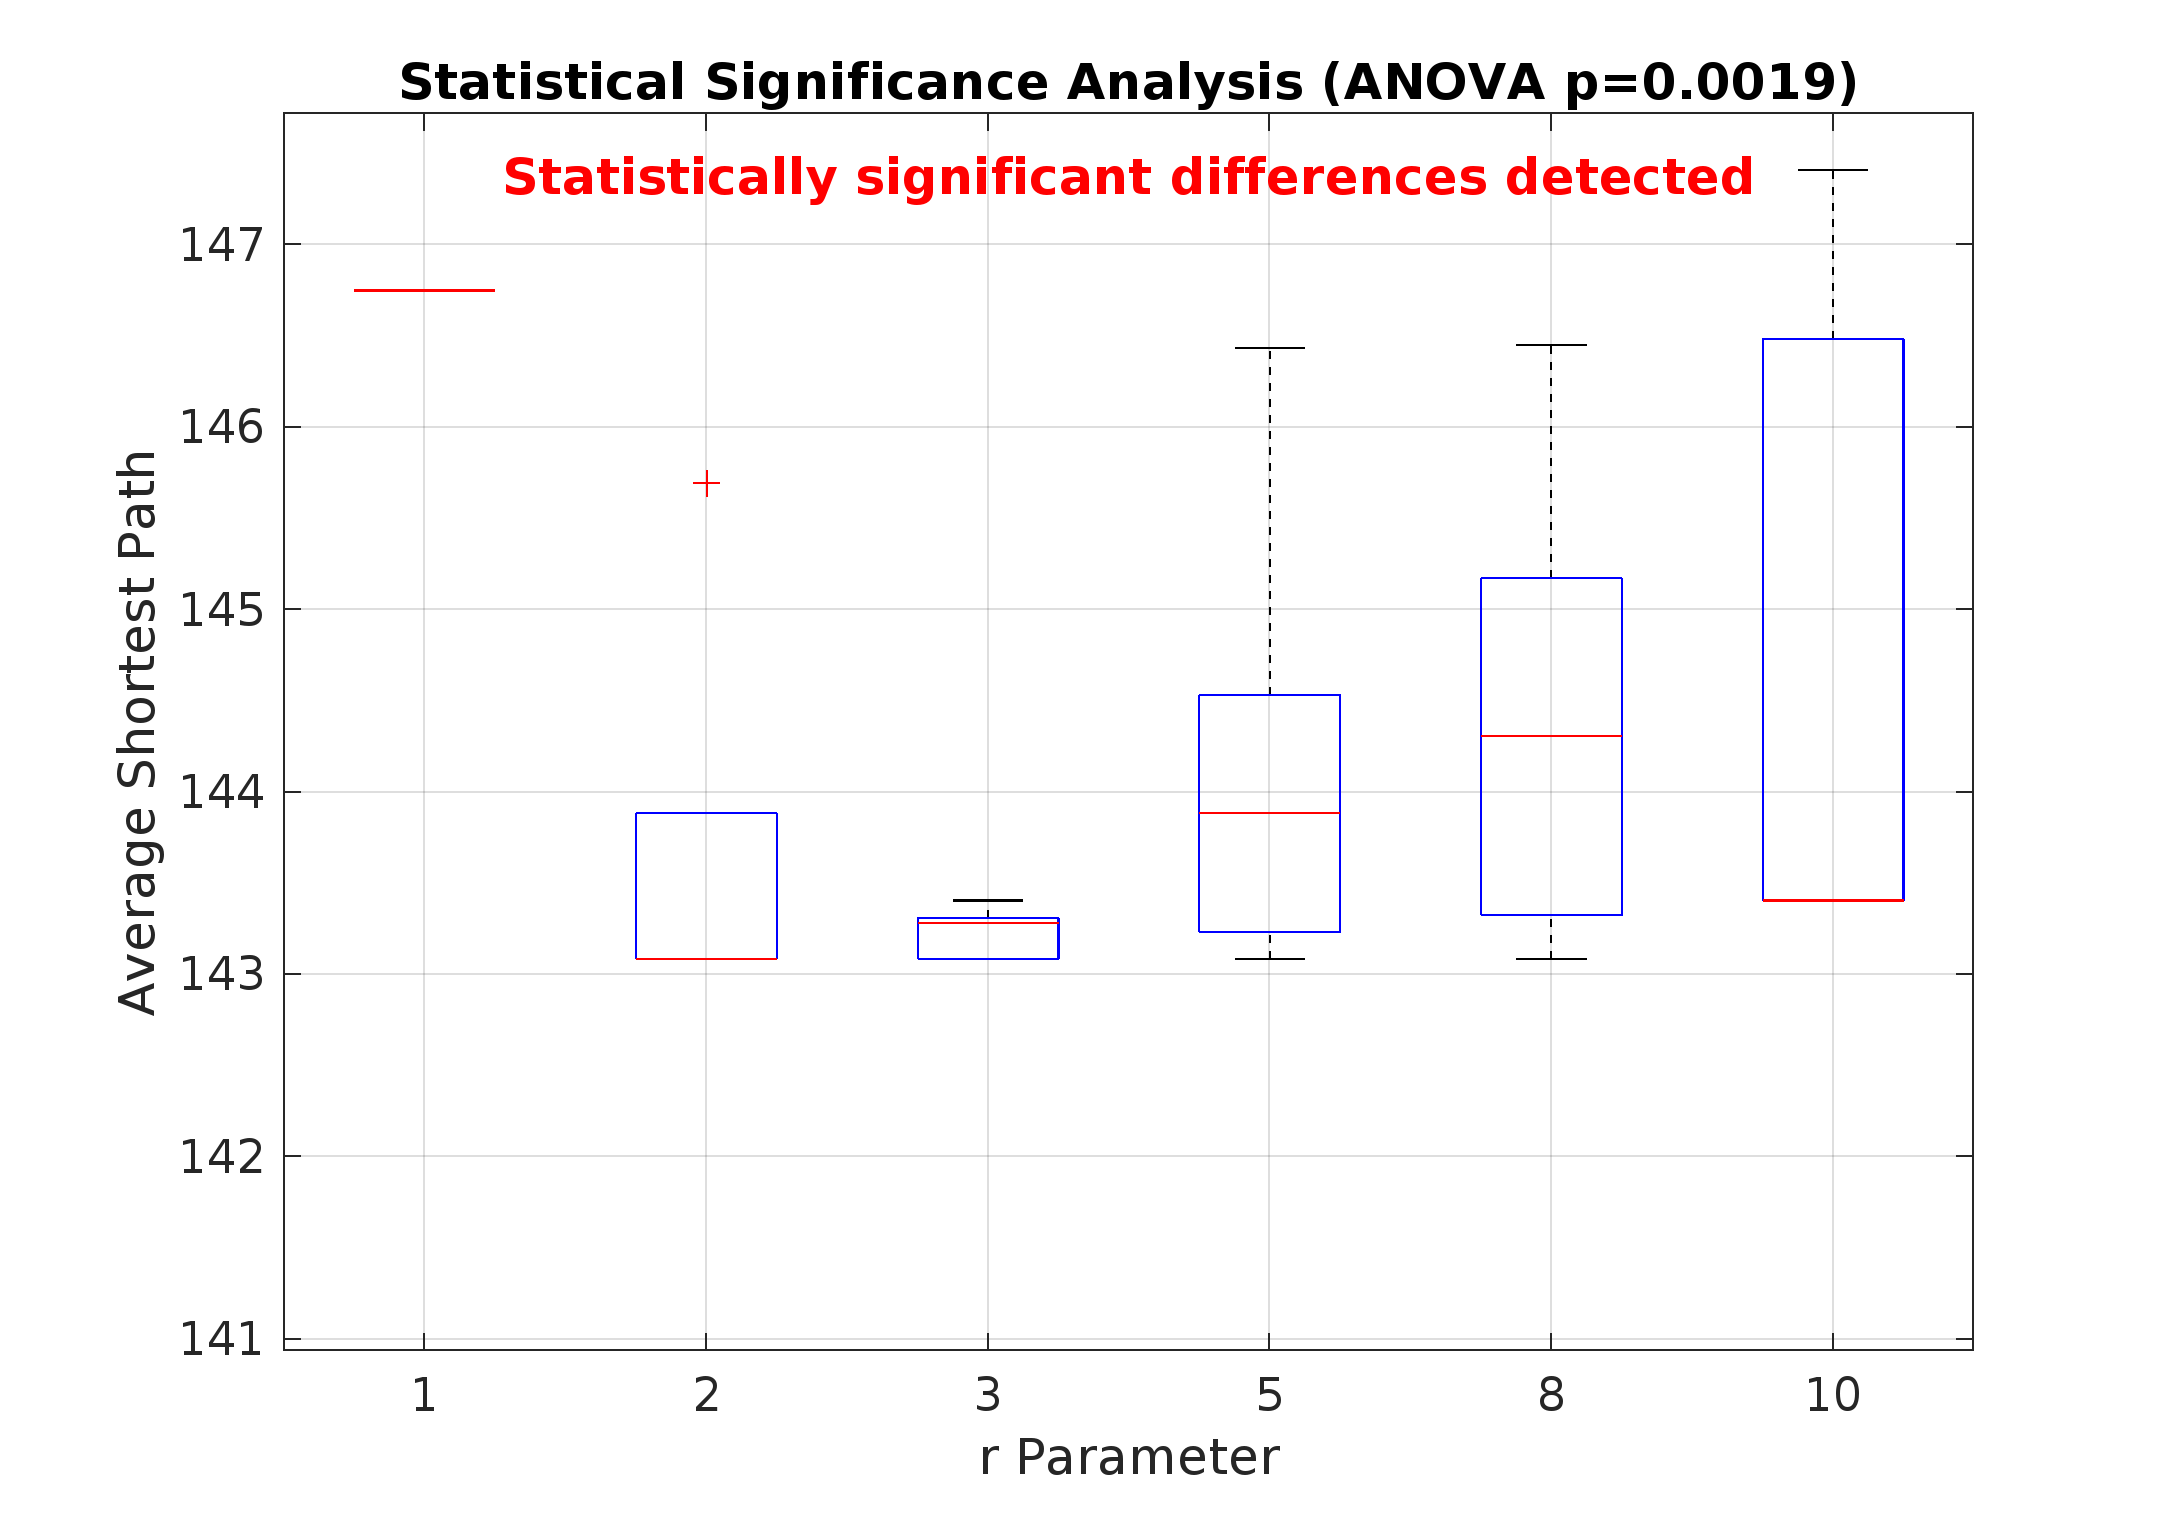 Statistical Significance Analysis (ANOVA p=0.0019)
Statistically significant differences detected
147
146
145
144
143
142
141
Average Shortest Path
1 2 3 5 8 10
r Parameter